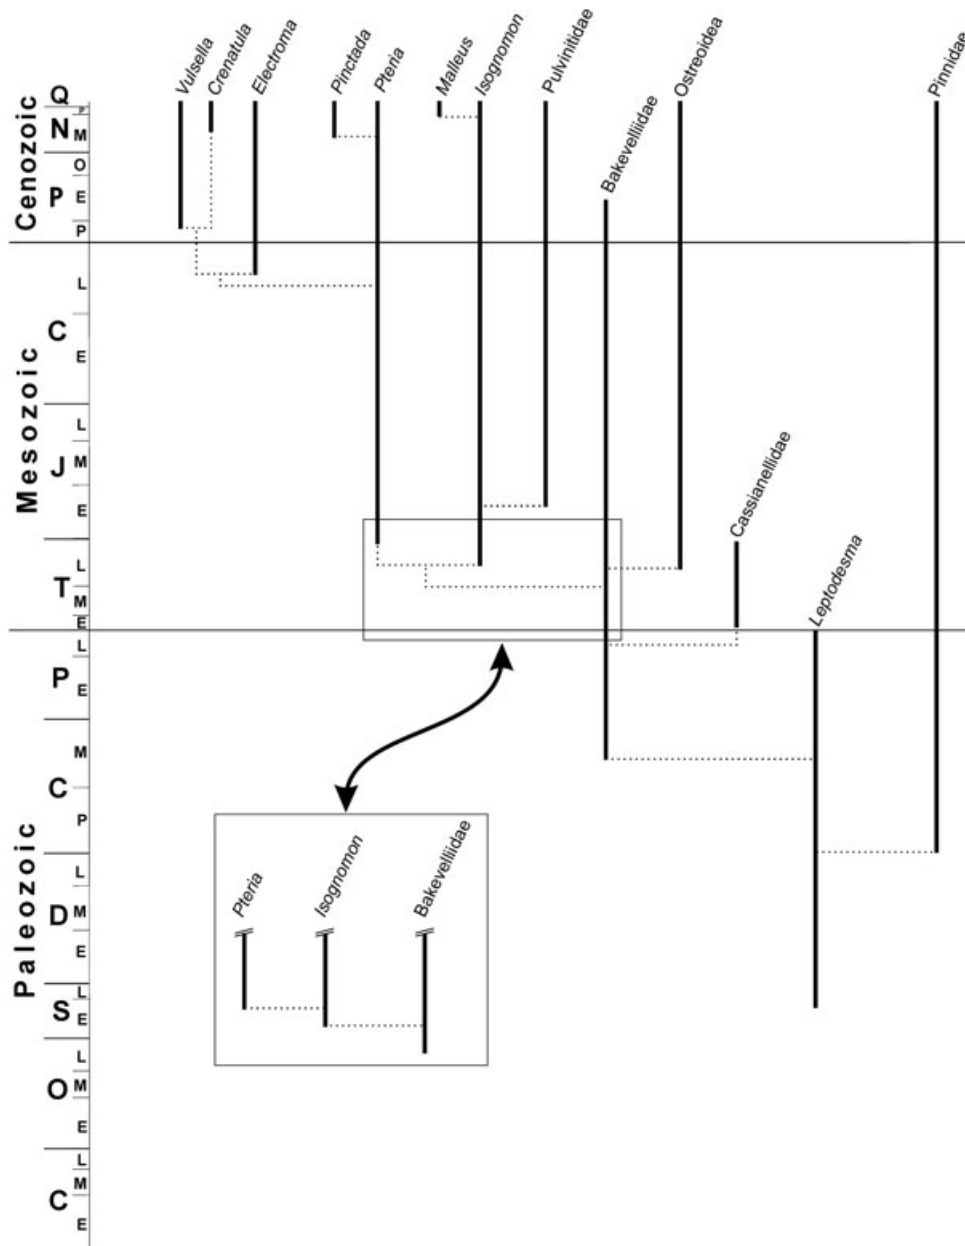 Vulsella
Crenatula
Electroma
Pinctada
Pteria
Malleus
Isognomon
Pulvinitidae
Bakevelliidae
Ostreoidea
Cassianellidae
Leptodesma
Pinnidae
Cenozoic
Q
N
P
M
P
O
E
P
Mesozoic
C
L
E
J
L
M
E
T
L
M
E
Paleozoic
P
L
E
C
M
P
D
L
M
E
S
L
E
O
L
M
E
C
L
M
E
Pteria
Isognomon
Bakevelliidae